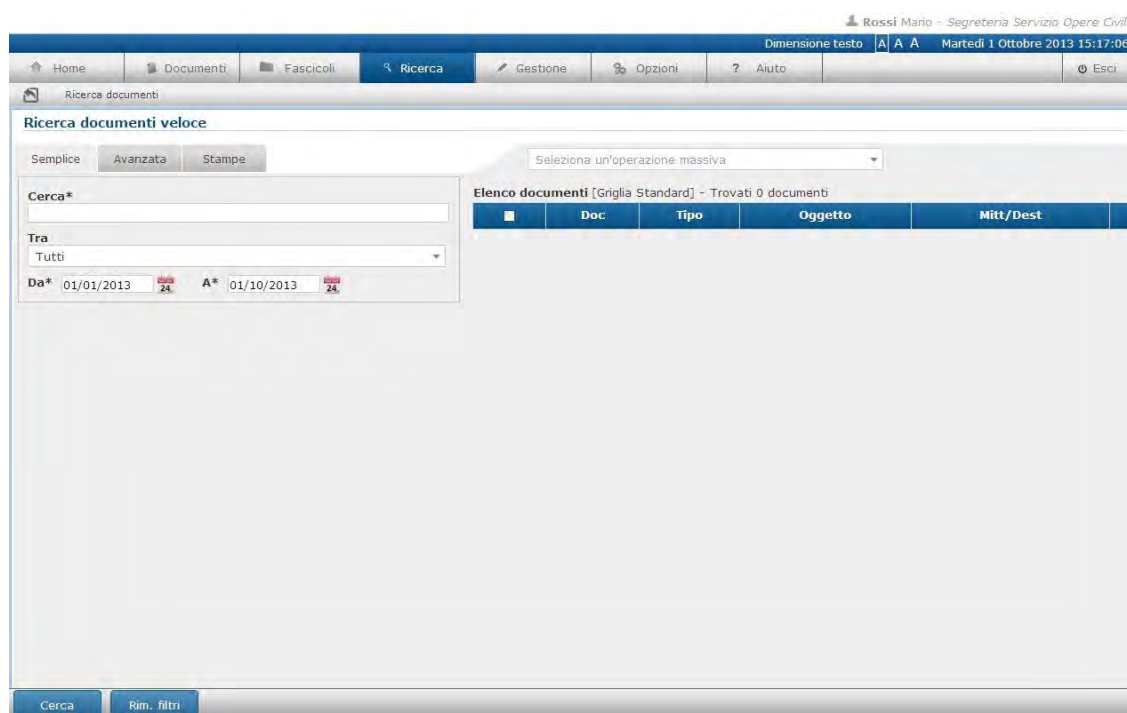 Rossi Mario - Segreteria Servizio Opere Civil
Dimensione testo A A A Martedì 1 Ottobre 2013 15:17:06
Home Documenti Fascicoli Ricerca Gestione Opzioni ? Aiuto Esci
Ricerca documenti
Ricerca documenti veloce
Semplice Avanzata Stampe Seleziona un'operazione massiva
Cerca*
Elenco documenti [Griglia Standard] - Trovati 0 documenti
Doc Tipo Oggetto Mitt/Dest
Tra
Tutti
Da* 01/01/2013 24 A* 01/10/2013 24
Cerca Rim. filtri